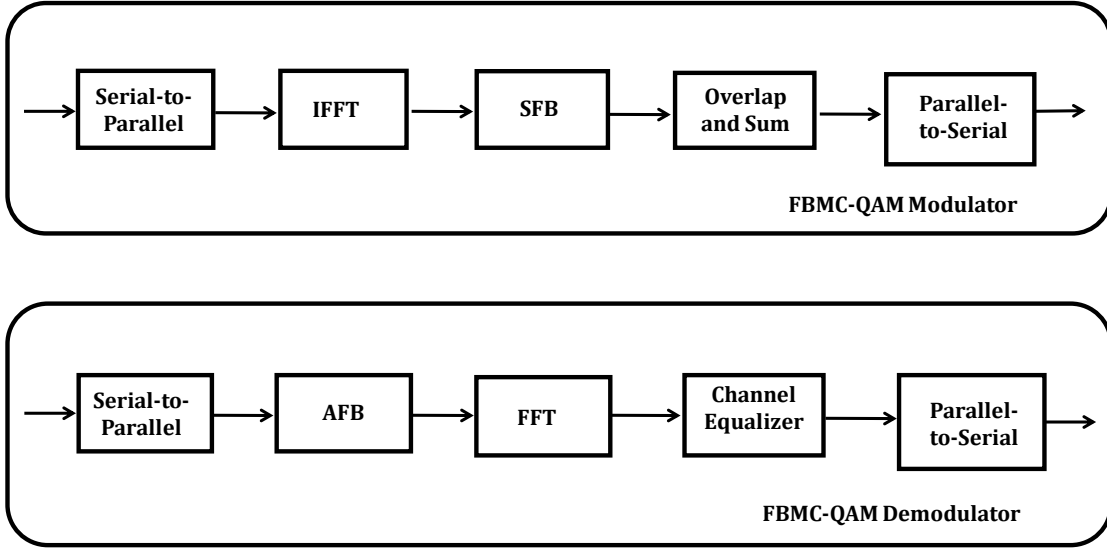 Serial-to-
Parallel
IFFT
SFB
Overlap
and Sum
Parallel-
to-Serial
FBMC-QAM Modulator
Serial-to-
Parallel
AFB
FFT
Channel
Equalizer
Parallel-
to-Serial
FBMC-QAM Demodulator